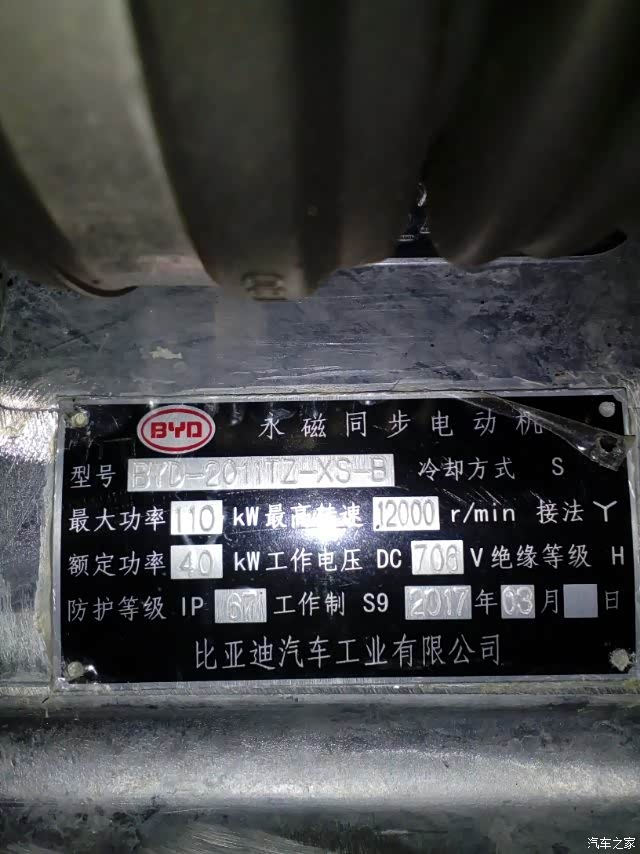 BYD 永磁同步电动机
型号 BYD-2011TZ-XS-B 冷却方式 S
最大功率 110 kW 最高转速 12000 r/min 接法 Y
额定功率 40 kW 工作电压 DC 706 V 绝缘等级 H
防护等级 IP 67 工作制 S9 2017 年 03 月 日
比亚迪汽车工业有限公司
汽车之家